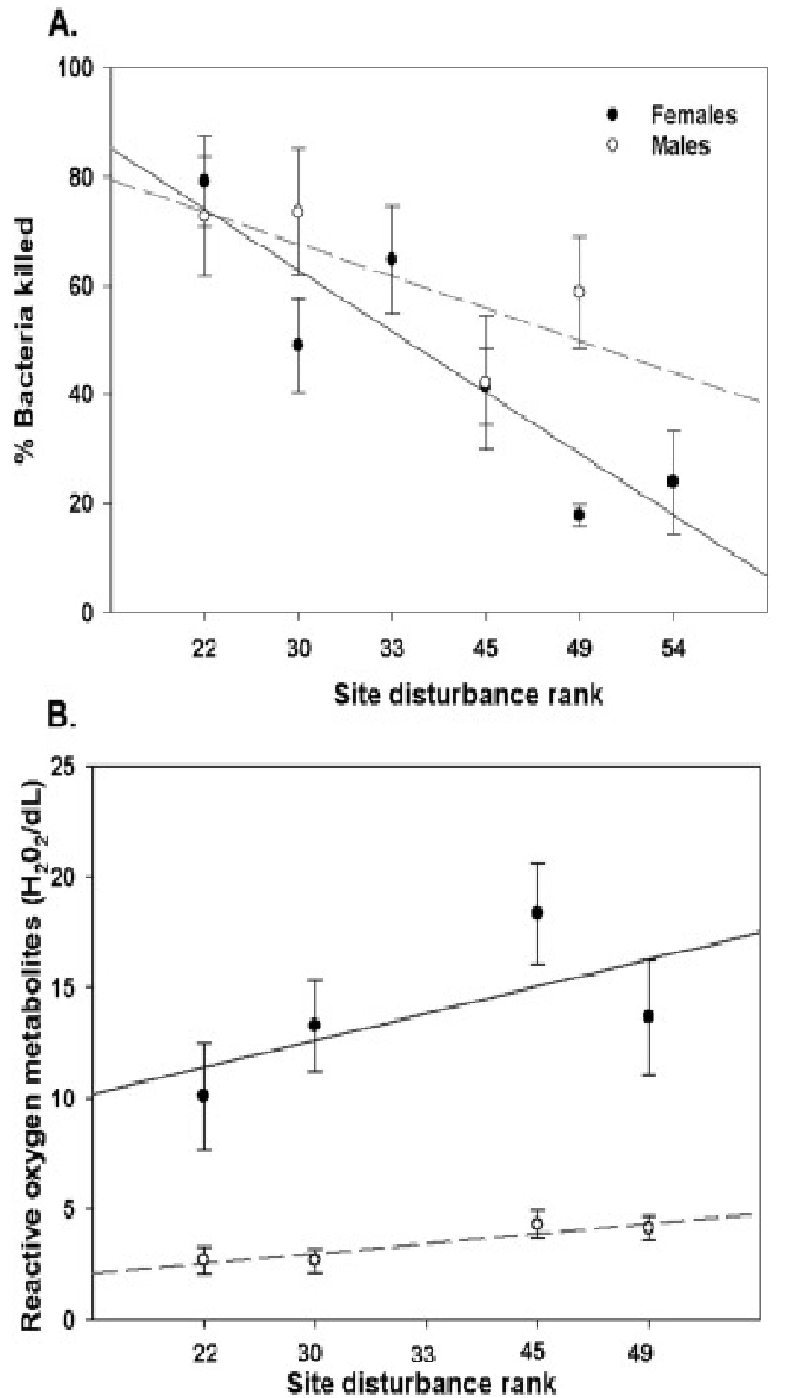 A.
100
80
60
40
20
0
% Bacteria killed
Females
Males
22 30 33 45 49 54
Site disturbance rank
B.
25
20
15
10
5
0
Reactive oxygen metabolites (H₂0₂/dL)
22 30 33 45 49
Site disturbance rank